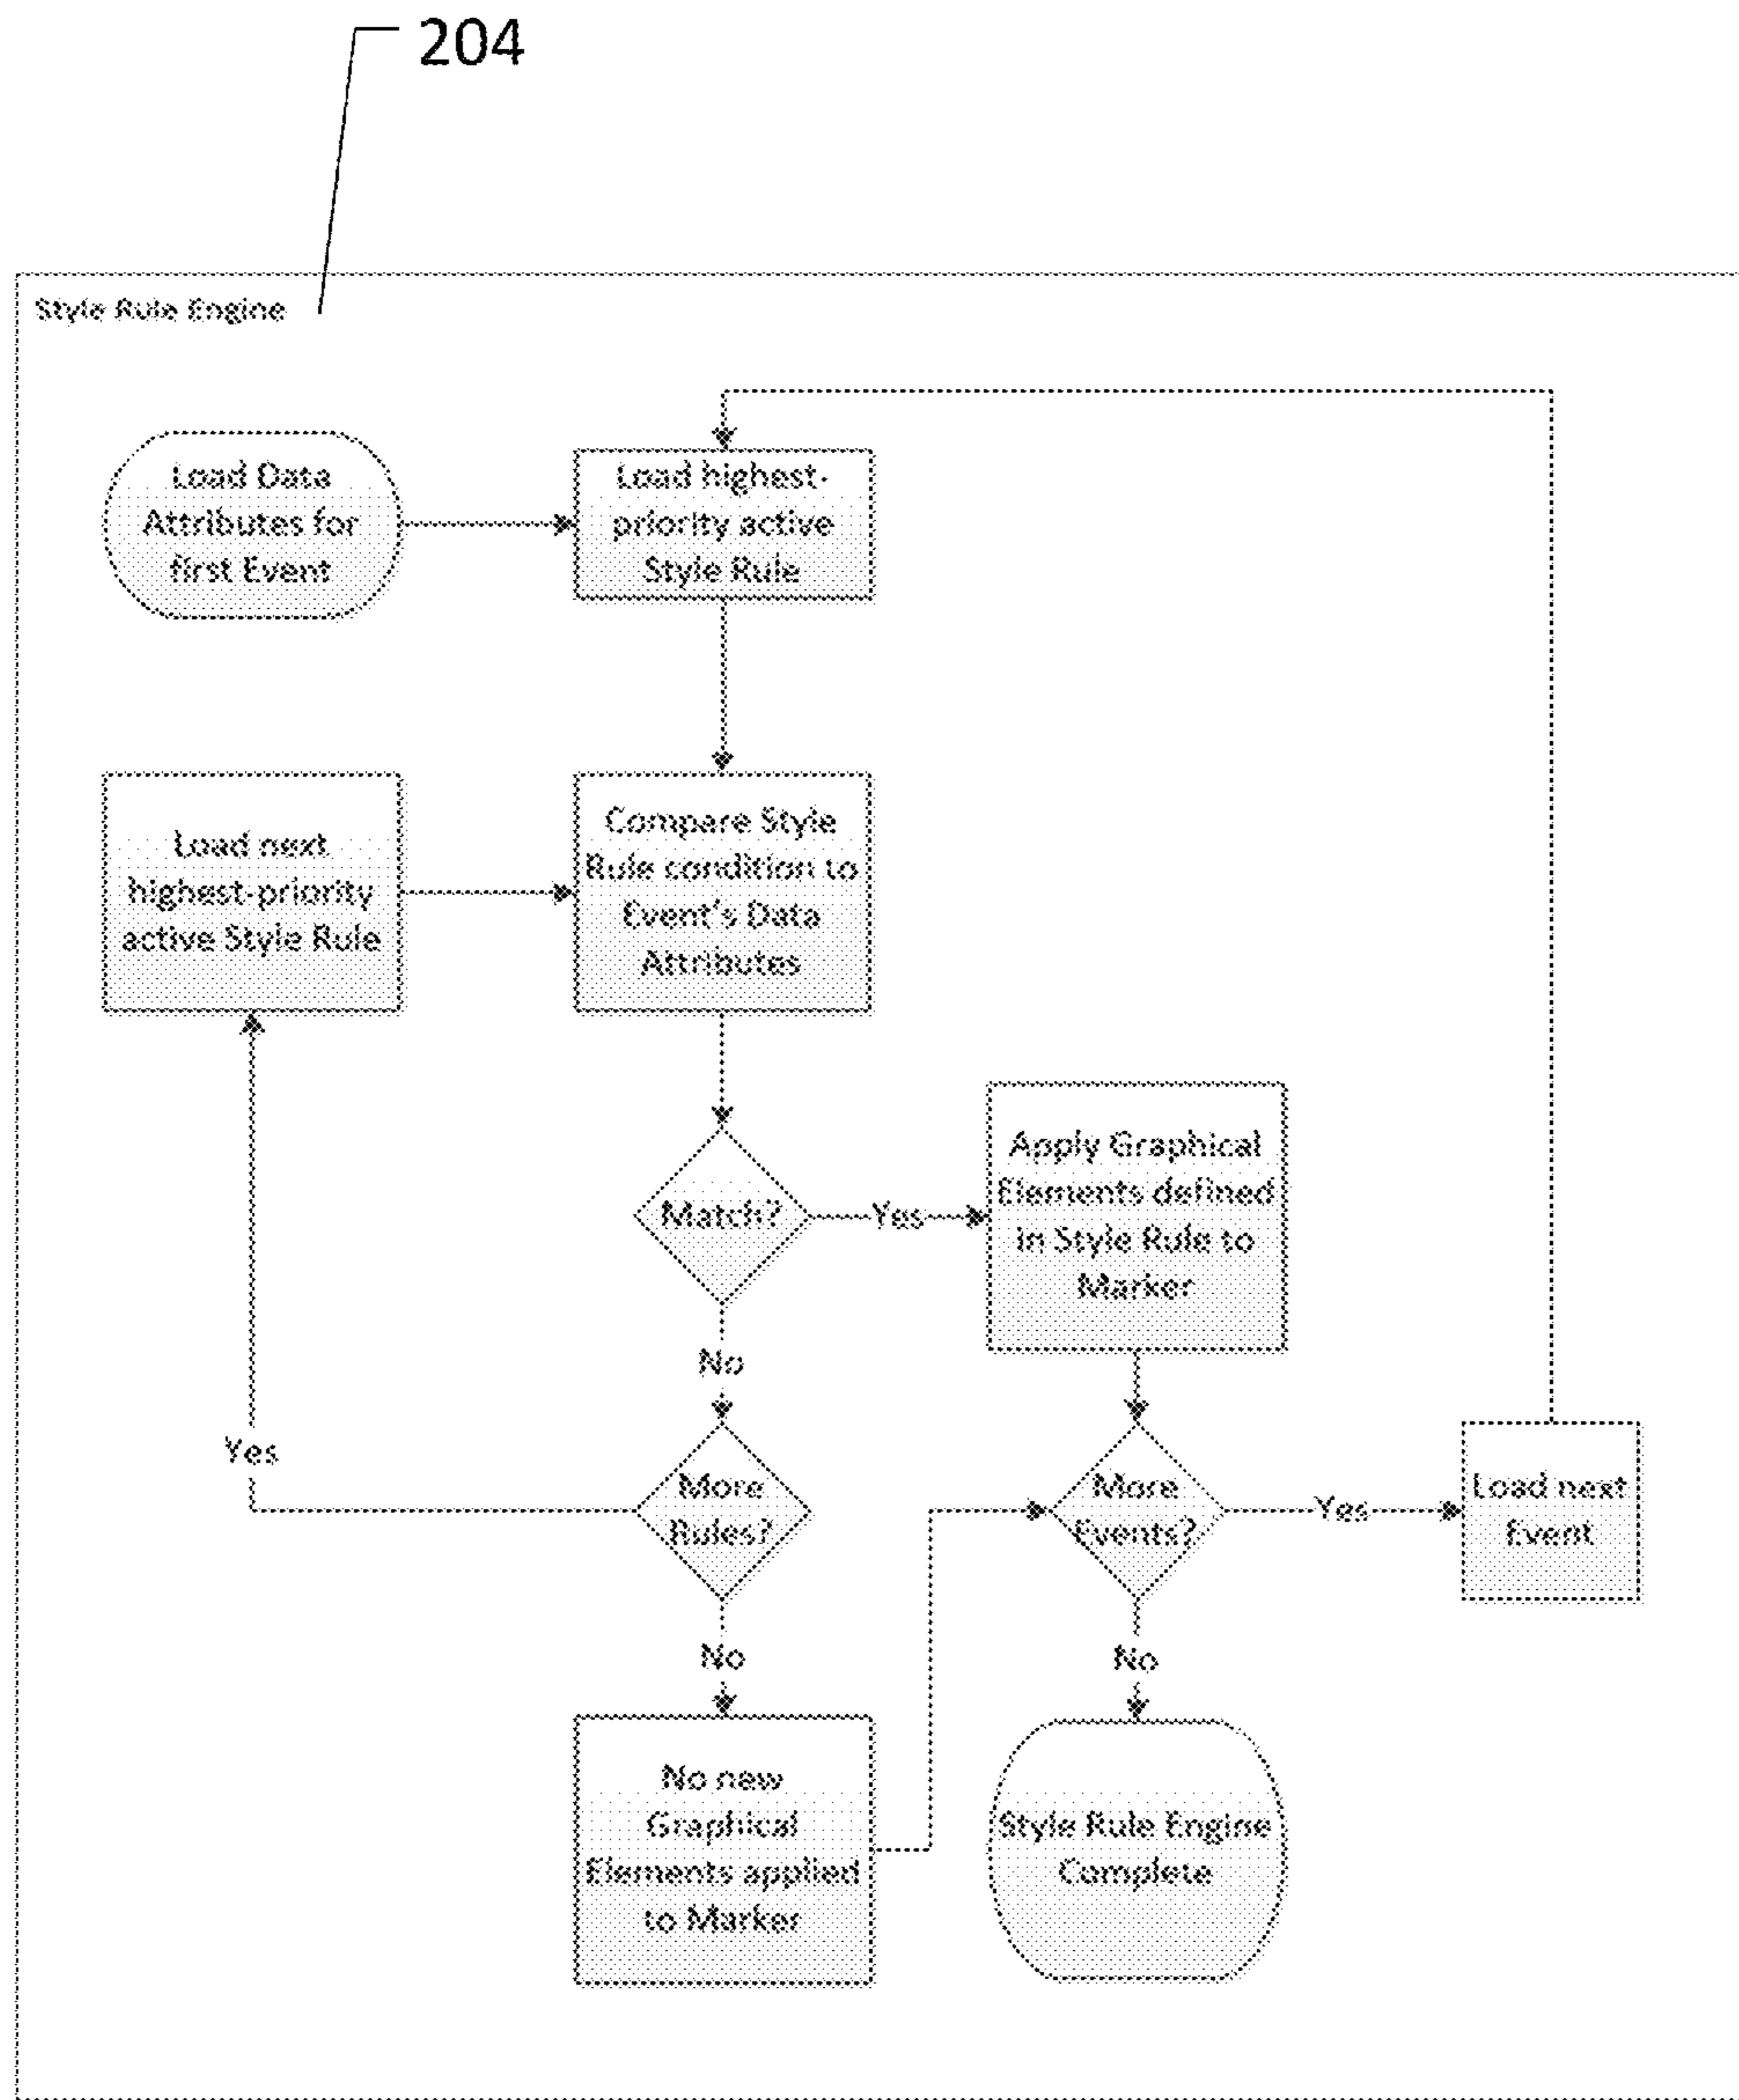 204
Style Rule Engine
Load Data
Attributes for
first Event
Load highest-
priority active
Style Rule
Load next
highest-priority
active Style Rule
Compare Style
Rule condition to
Event's Data
Attributes
Match?
Yes
Apply Graphical
Elements defined
in Style Rule to
Marker
No
Yes
More
Rules?
More
Events?
Yes
Load next
Event
No
No
No new
Graphical
Elements applied
to Marker
Style Rule Engine
Complete